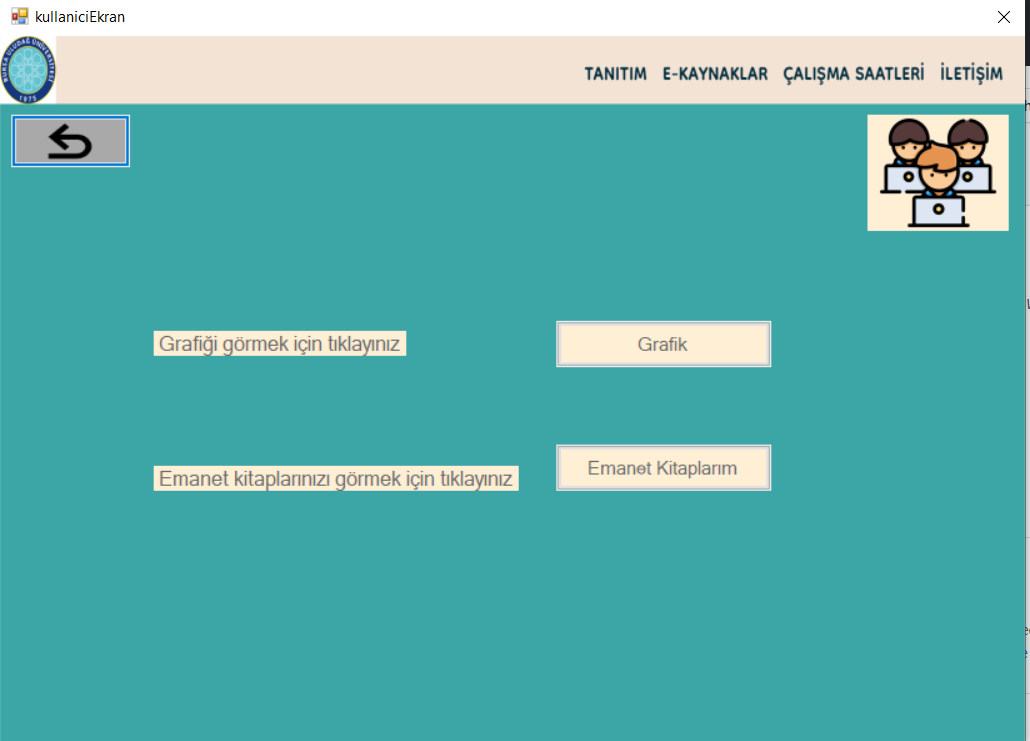 kullaniciEkran
BURSA ULUDAĞ ÜNİVERSİTESİ
1975
TANITIM E-KAYNAKLAR ÇALIŞMA SAATLERİ İLETİŞİM
Grafiği görmek için tıklayınız
Grafik
Emanet kitaplarınızı görmek için tıklayınız
Emanet Kitaplarım